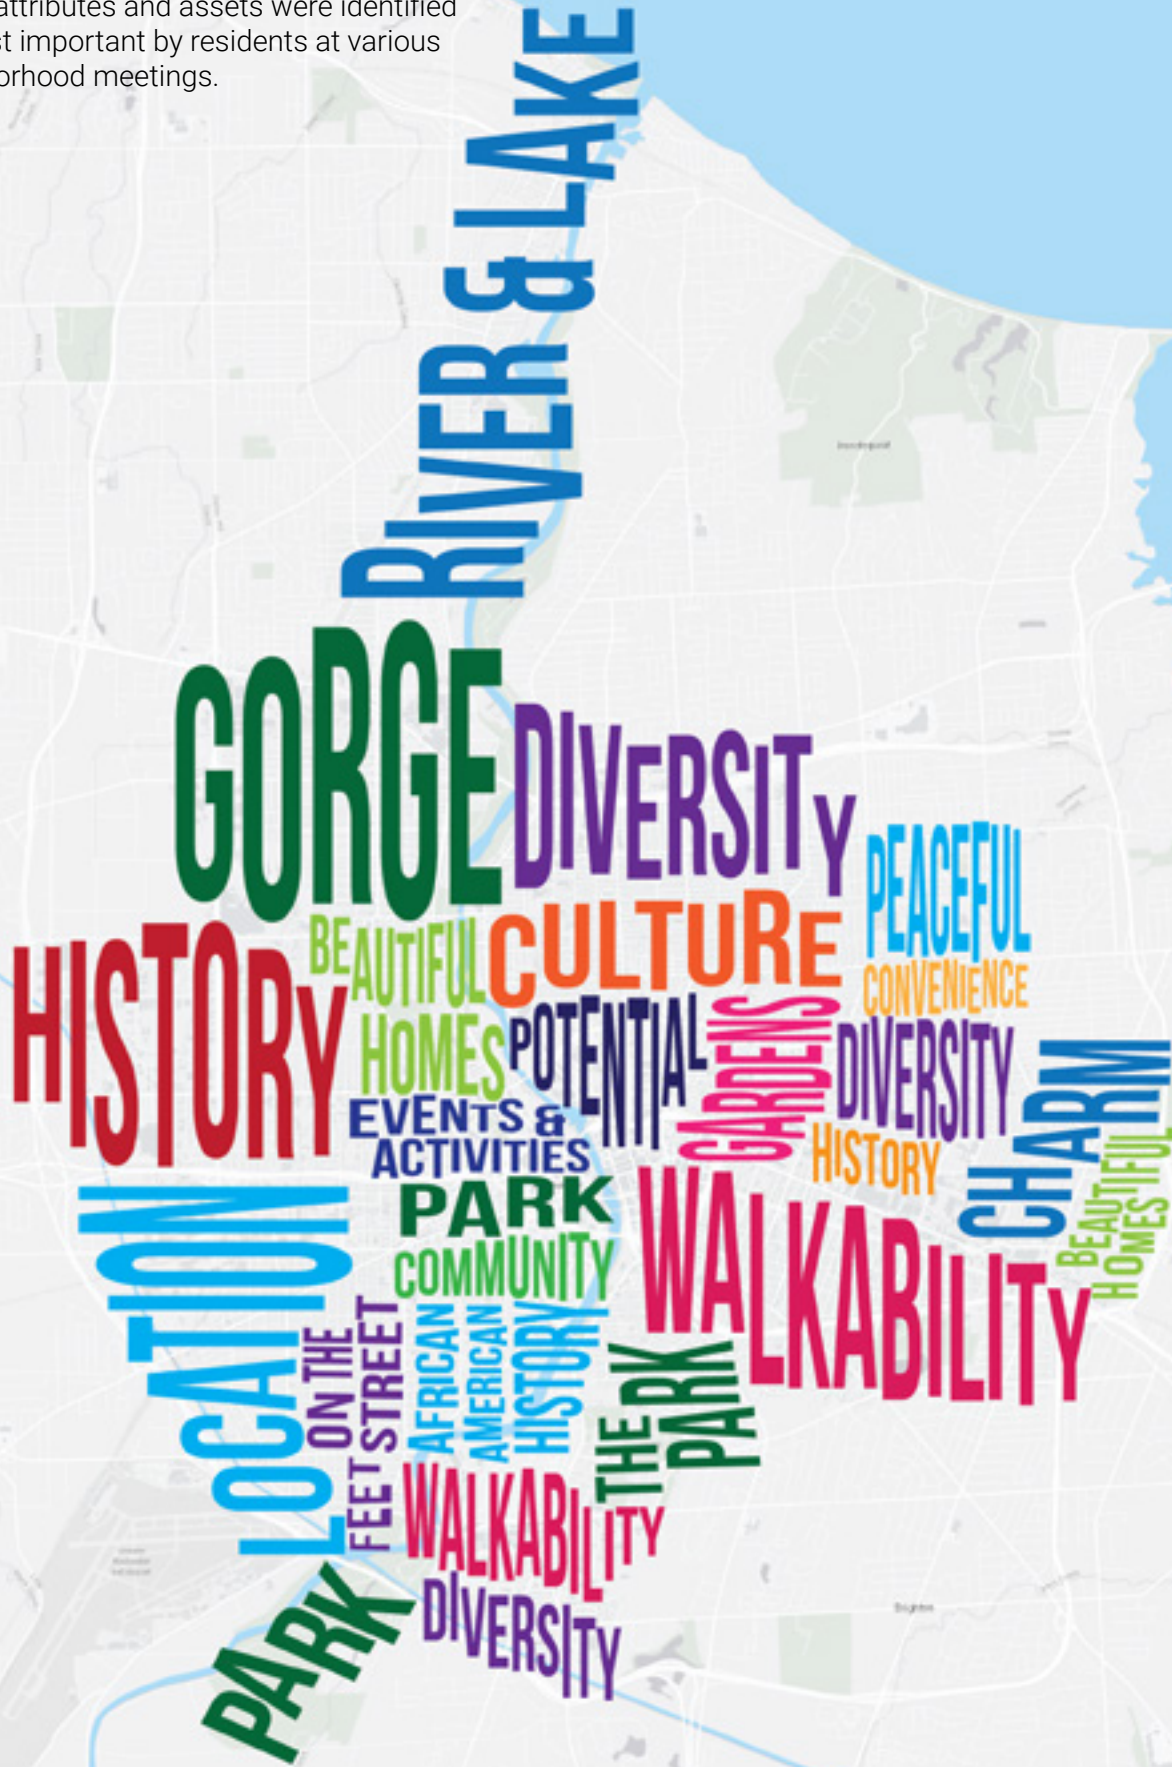 attributes and assets were identified
important by residents at various
meetings.
RIVER & LAKE
GORGE
DIVERSITY
PEACEFUL
HISTORY
BEAUTIFUL
HOMES
CULTURE
CONVENIENCE
POTENTIAL
GARDENS
DIVERSITY
CHARM
EVENTS &
ACTIVITIES
HISTORY
BEAUTIFUL
HOMES
PARK
COMMUNITY
WALKABILITY
LOCATION
FEET
ON THE
STREET
AFRICAN
AMERICAN
HISTORY
THE
PARK
WALKABILITY
DIVERSITY
PARK
Brighton